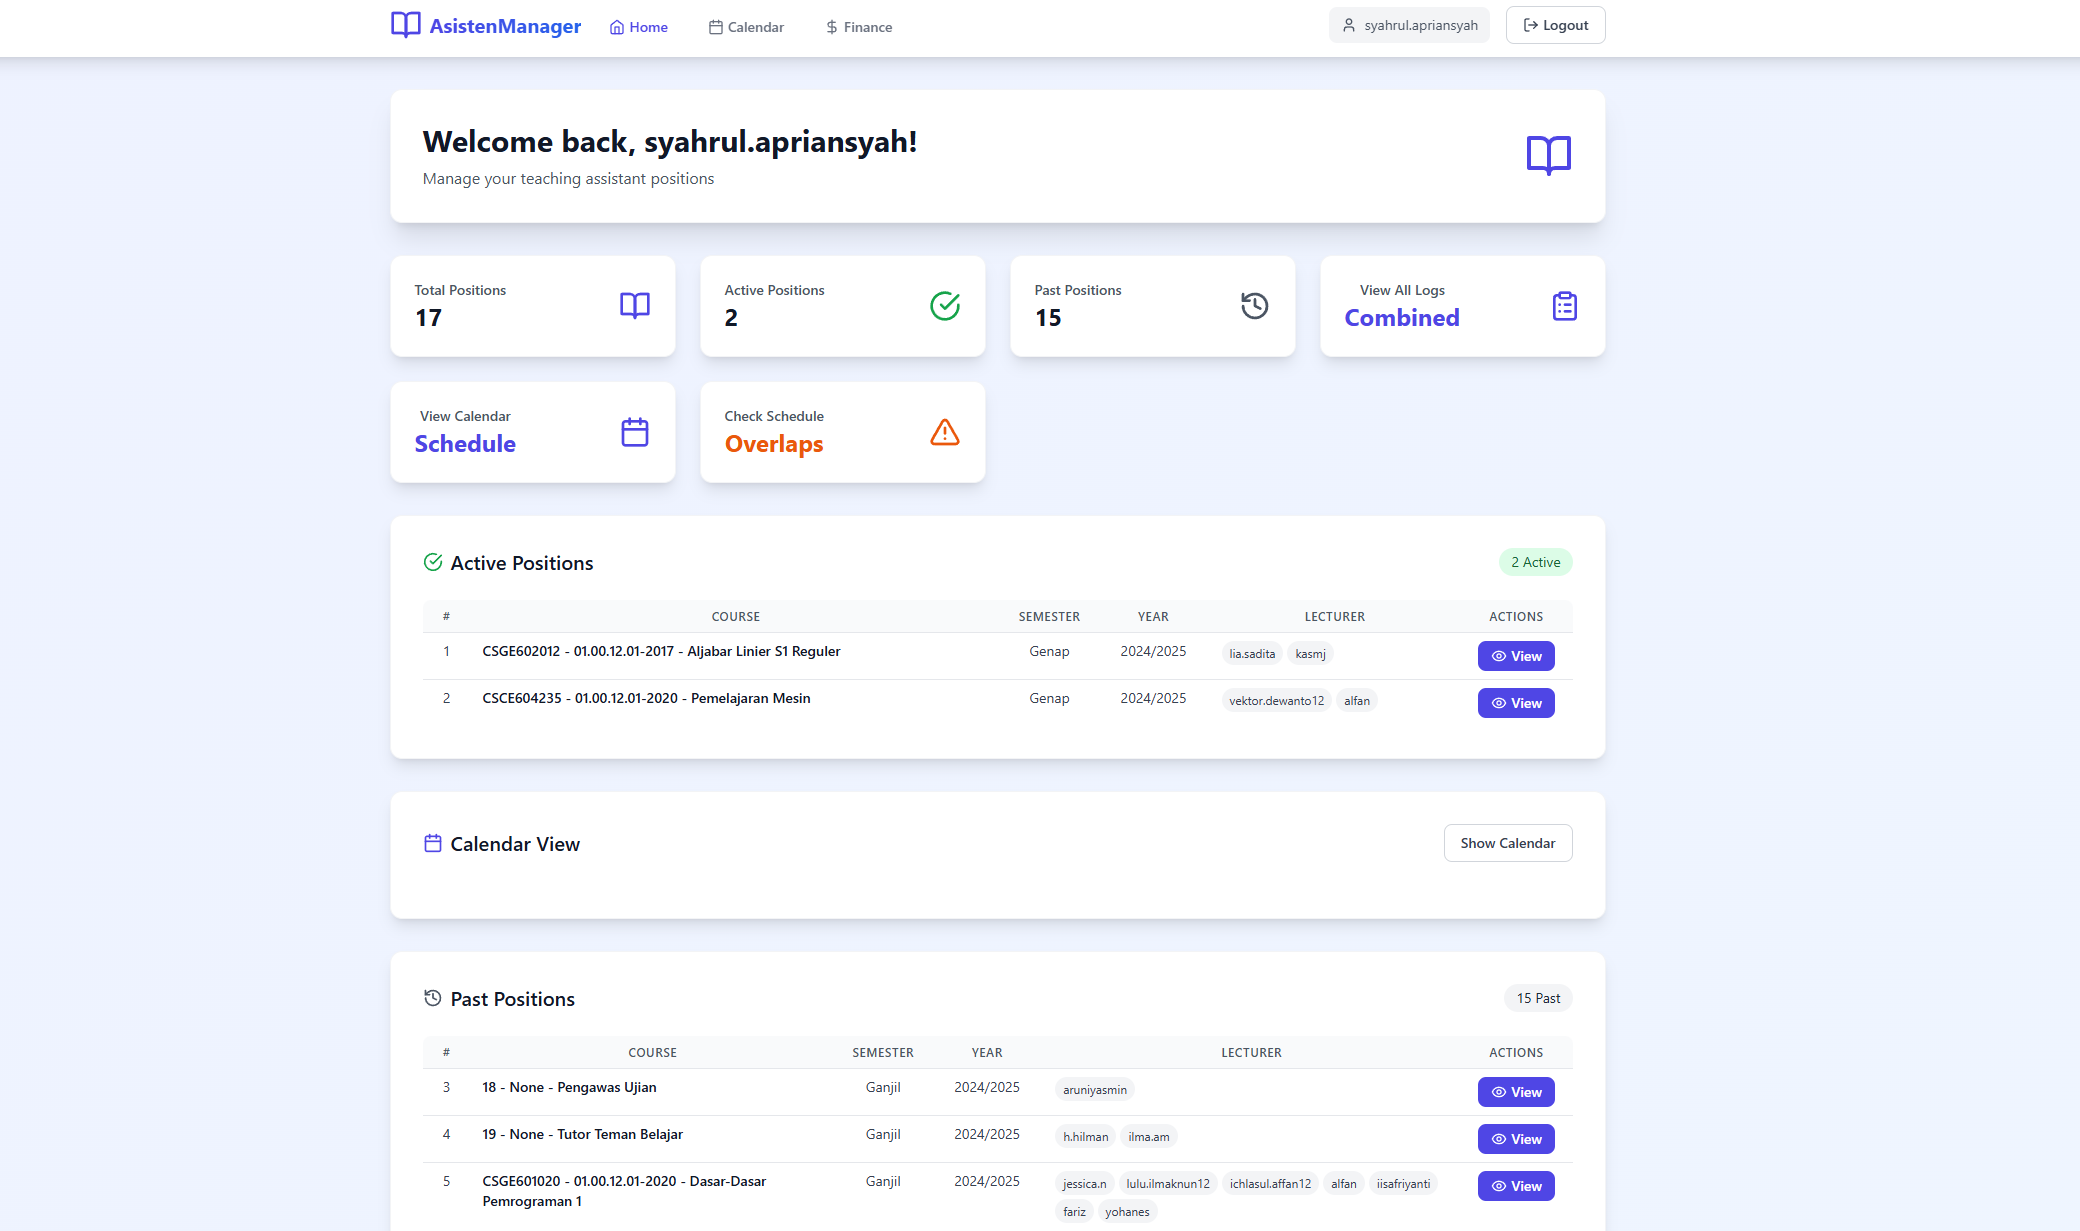 AsistenManager Home Calendar Finance syahrul.apriansyah Logout
Welcome back, syahrul.apriansyah!
Manage your teaching assistant positions
Total Positions
17
Active Positions
2
Past Positions
15
View All Logs
Combined
View Calendar
Schedule
Check Schedule
Overlaps
Active Positions 2 Active
# COURSE SEMESTER YEAR LECTURER ACTIONS
1 CSGE602012 - 01.00.12.01-2017 - Aljabar Linier S1 Reguler Genap 2024/2025 lia.sadita kasmj View
2 CSCE604235 - 01.00.12.01-2020 - Pemelajaran Mesin Genap 2024/2025 vektor.dewanto12 alfan View
Calendar View Show Calendar
Past Positions 15 Past
# COURSE SEMESTER YEAR LECTURER ACTIONS
3 18 - None - Pengawas Ujian Ganjil 2024/2025 aruniyasmin View
4 19 - None - Tutor Teman Belajar Ganjil 2024/2025 h.hilman ilma.am View
5 CSGE601020 - 01.00.12.01-2020 - Dasar-Dasar Ganjil 2024/2025 jessica.n lulu.ilmaknun12 ichlasul.affan12 alfan iisafriyanti View
Pemrograman 1 fariz yohanes